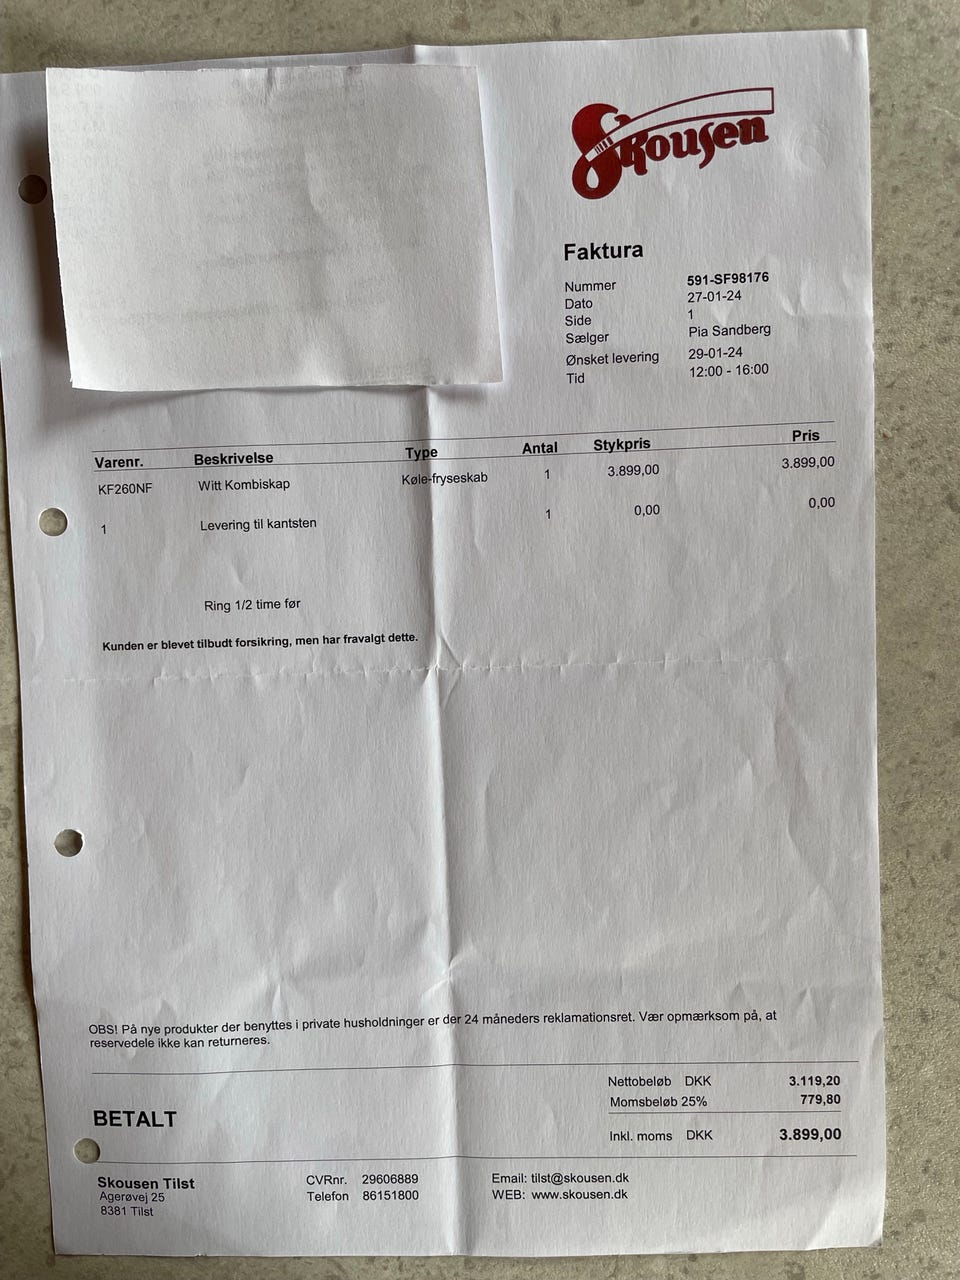 Skousen
Faktura
Nummer 591-SF98176
Dato 27-01-24
Side 1
Sælger Pia Sandberg
Ønsket levering 29-01-24
Tid 12:00 - 16:00
Varenr. Beskrivelse Type Antal Stykpris Pris
KF260NF Witt Kombiskap Køle-fryseskab 1 3.899,00 3.899,00
1 Levering til kantsten 1 0,00 0,00
Ring 1/2 time før
Kunden er blevet tilbudt forsikring, men har fravalgt dette.
OBS! På nye produkter der benyttes i private husholdninger er der 24 måneders reklamationsret. Vær opmærksom på, at
reservedele ikke kan returneres.
Nettobeløb DKK 3.119,20
Momsbeløb 25% 779,80
BETALT
Inkl. moms DKK 3.899,00
Skousen Tilst CVRnr. 29606889 Email: tilst@skousen.dk
Agerøvej 25 Telefon 86151800 WEB: www.skousen.dk
8381 Tilst